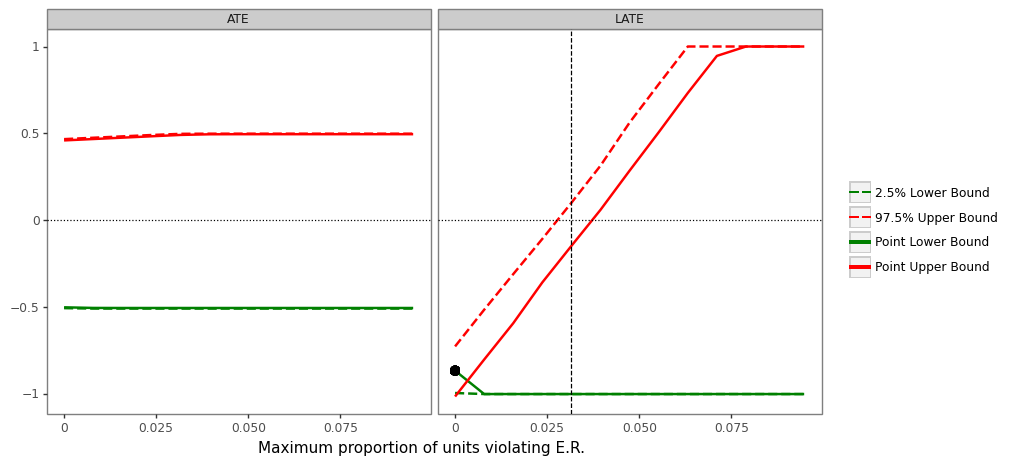 ATE
LATE
1
0.5
0
−0.5
−1
0
0.025
0.050
0.075
0
0.025
0.050
0.075
Maximum proportion of units violating E.R.
2.5% Lower Bound
97.5% Upper Bound
Point Lower Bound
Point Upper Bound